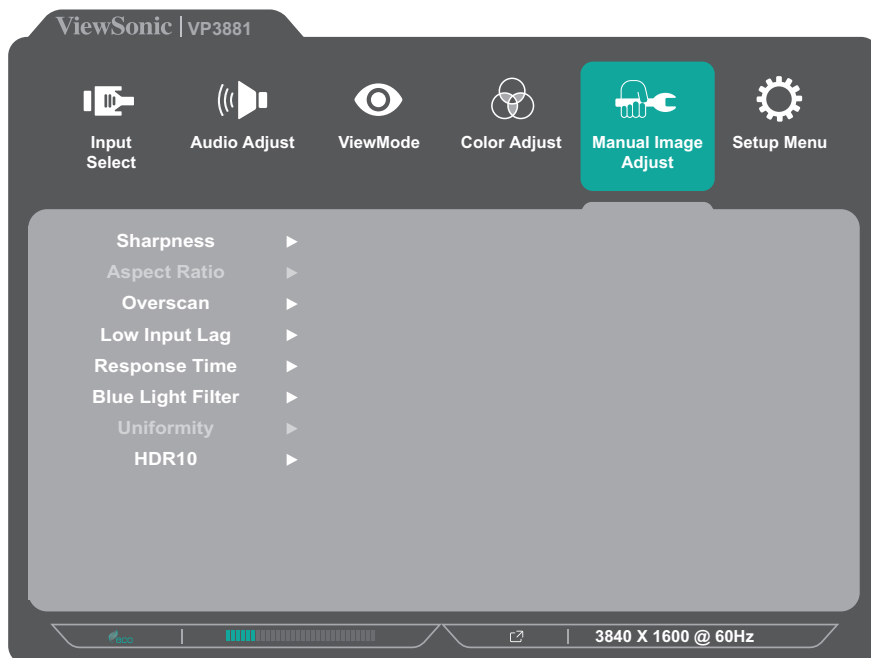 ViewSonic | VP3881
Input
Select
Audio Adjust
ViewMode
Color Adjust
Manual Image
Adjust
Setup Menu
Sharpness
Aspect Ratio
Overscan
Low Input Lag
Response Time
Blue Light Filter
Uniformity
HDR10
eco
3840 X 1600 @ 60Hz